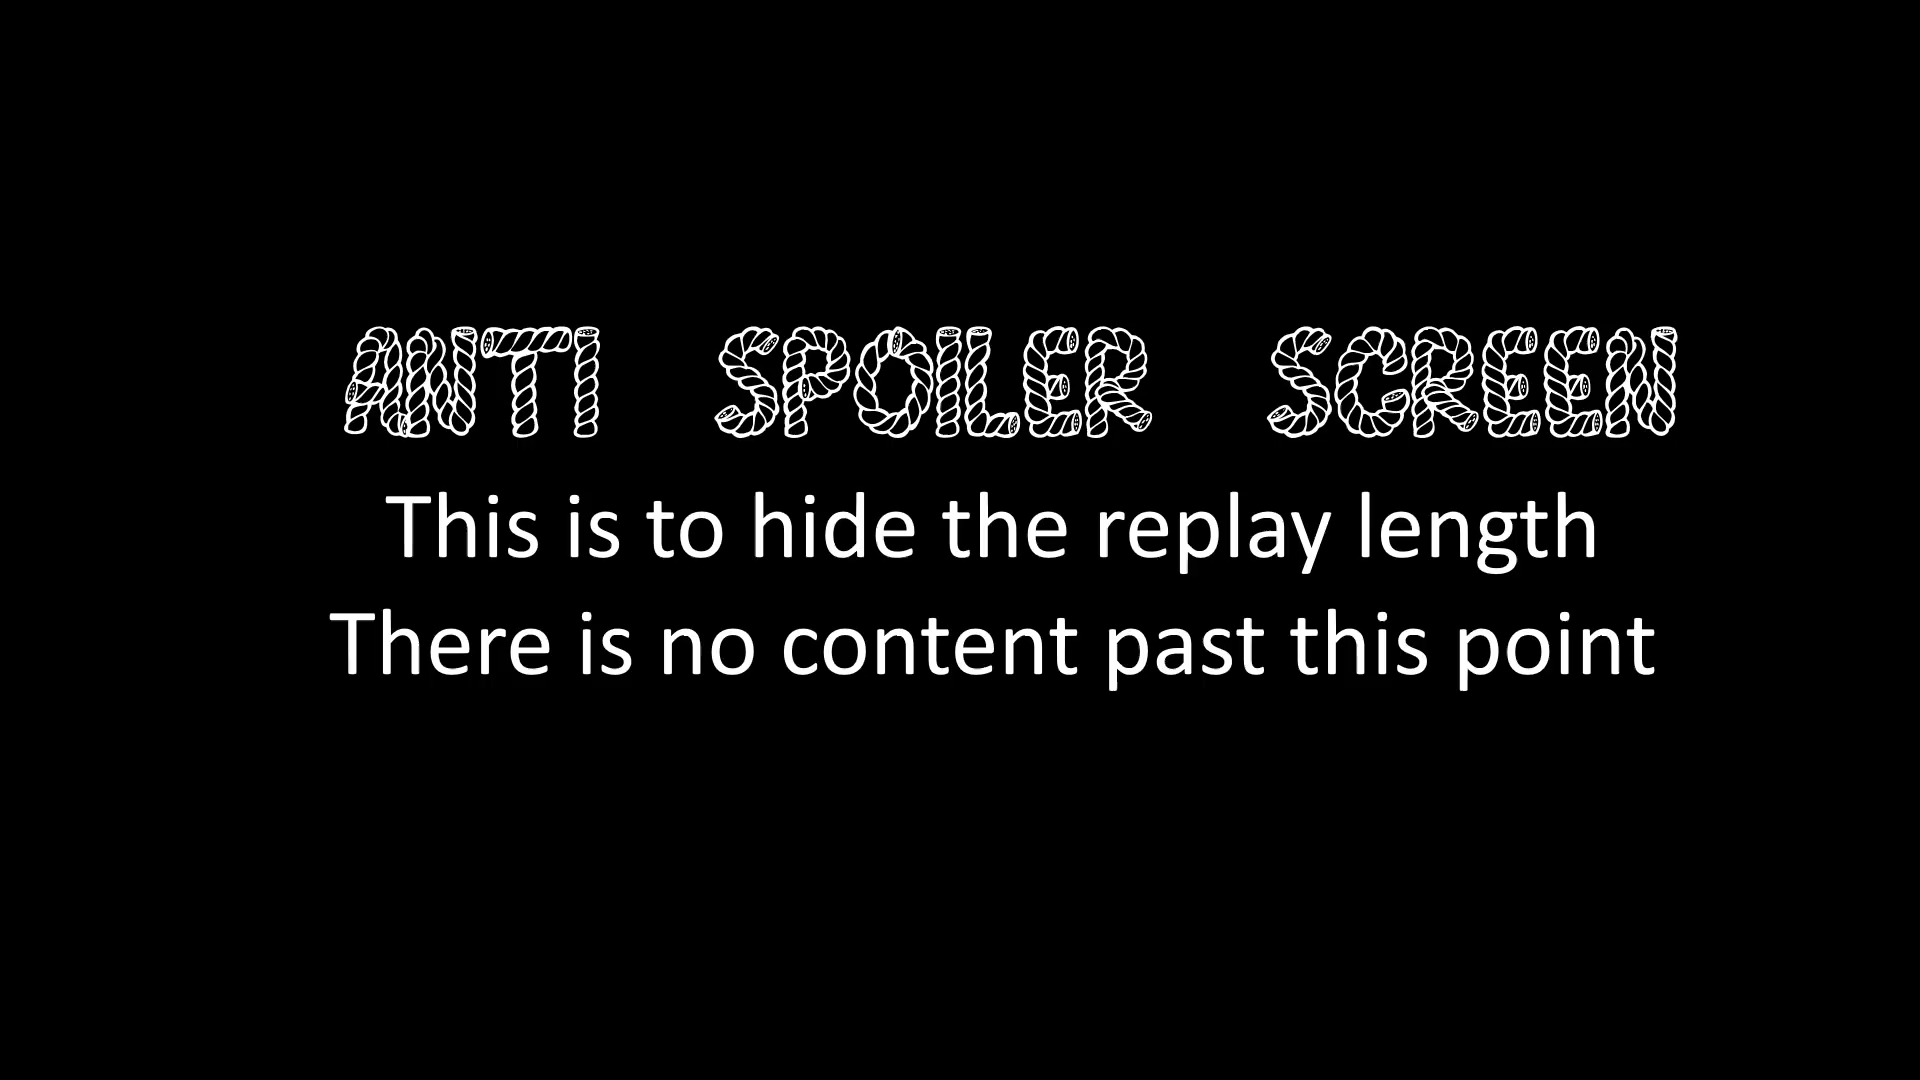 ANTI SPOILER SCREEN
This is to hide the replay length
There is no content past this point